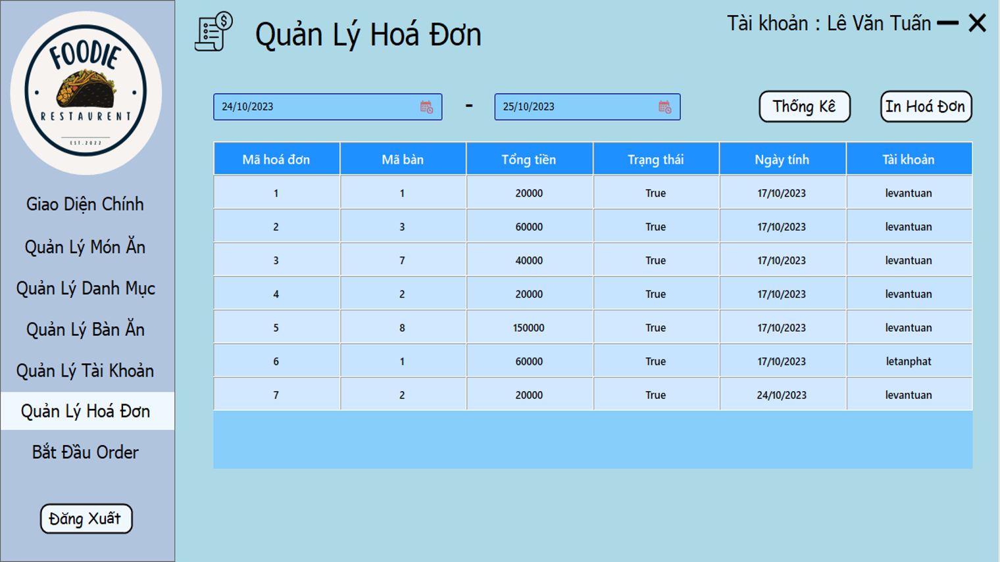 FOODIE
RESTAURENT
EST.2022
Giao Diện Chính
Quản Lý Món Ăn
Quản Lý Danh Mục
Quản Lý Bàn Ăn
Quản Lý Tài Khoản
Quản Lý Hoá Đơn
Bắt Đầu Order
Đăng Xuất
Quản Lý Hoá Đơn
Tài khoản : Lê Văn Tuấn
24/10/2023 - 25/10/2023 Thống Kê In Hoá Đơn
Mã hoá đơn Mã bàn Tổng tiền Trạng thái Ngày tính Tài khoản
1 1 20000 True 17/10/2023 levantuan
2 3 60000 True 17/10/2023 levantuan
3 7 40000 True 17/10/2023 levantuan
4 2 20000 True 17/10/2023 levantuan
5 8 150000 True 17/10/2023 levantuan
6 1 60000 True 17/10/2023 letanphat
7 2 20000 True 24/10/2023 levantuan